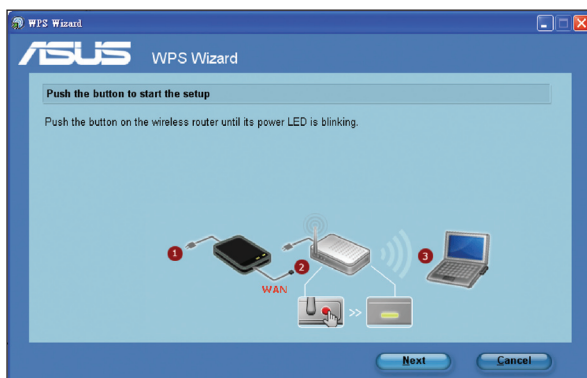 WPS Wizard
ASUS WPS Wizard
Push the button to start the setup
Push the button on the wireless router until its power LED is blinking.
1
2
3
WAN
>>
Next Cancel